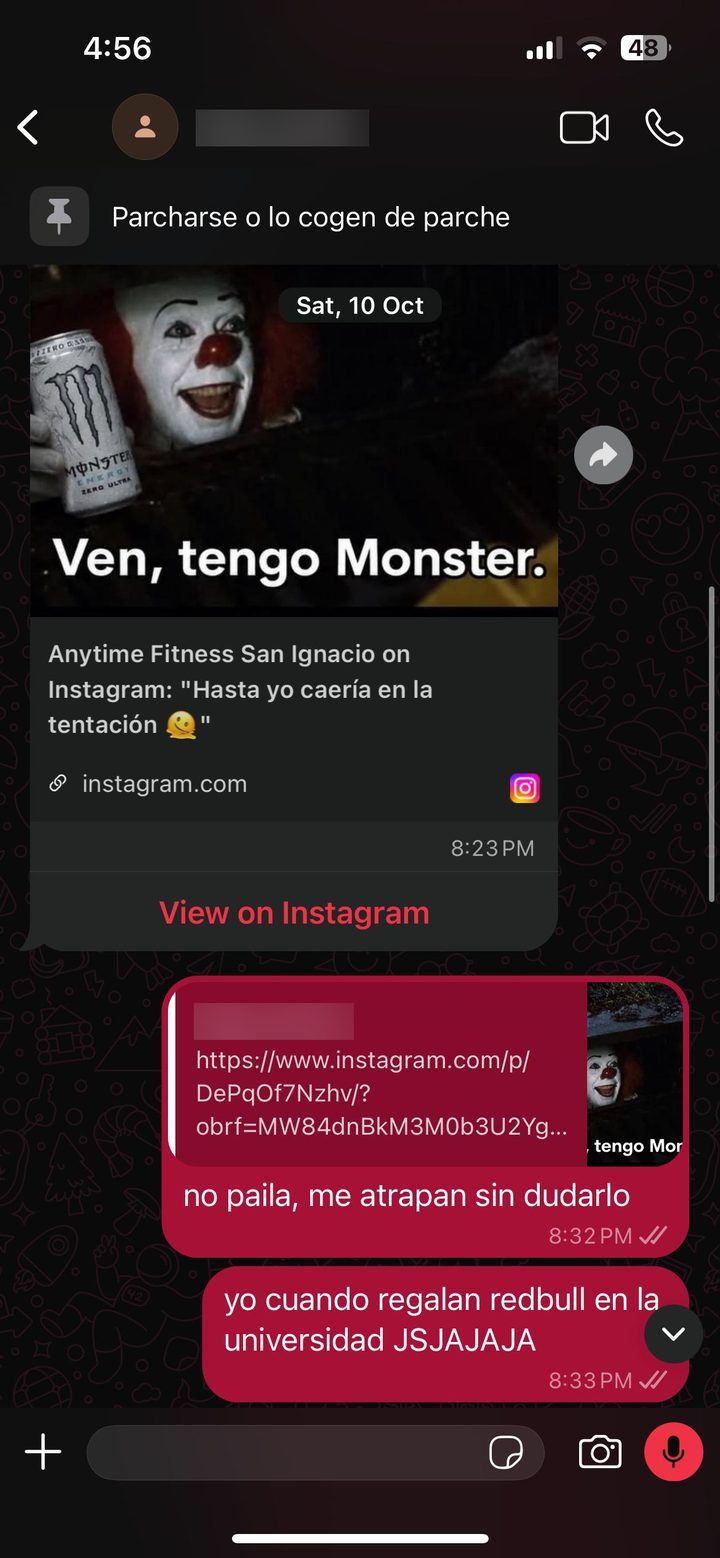 4:56
48
Parcharse o lo cogen de parche
Sat, 10 Oct
ZERO
MONSTER
ENERGY
ZERO ULTRA
Ven, tengo Monster.
Anytime Fitness San Ignacio on
Instagram: "Hasta yo caería en la
tentación 🫠"
instagram.com
8:23 PM
View on Instagram
https://www.instagram.com/p/
DePqOf7Nzhv/?
obrf=MW84dnBkM3M0b3U2Yg...
, tengo Mor
no paila, me atrapan sin dudarlo
8:32 PM
yo cuando regalan redbull en la
universidad JSJAJAJA
8:33 PM